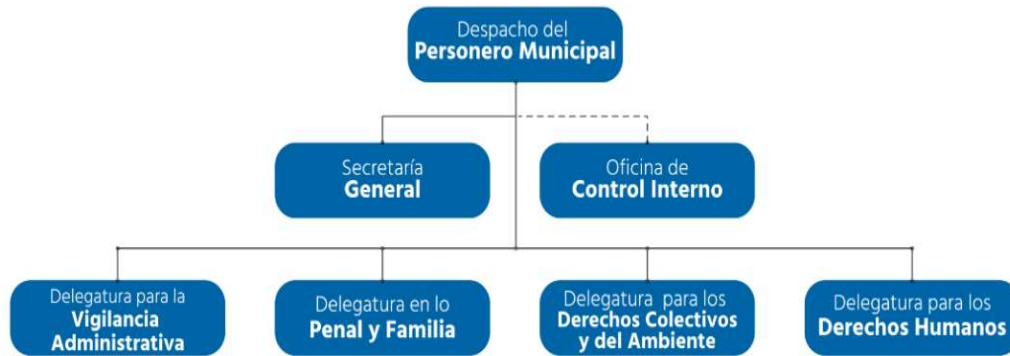 Despacho del
Personero Municipal
Secretaría
General
Oficina de
Control Interno
Delegatura para la
Vigilancia
Administrativa
Delegatura en lo
Penal y Familia
Delegatura para los
Derechos Colectivos
y del Ambiente
Delegatura para los
Derechos Humanos